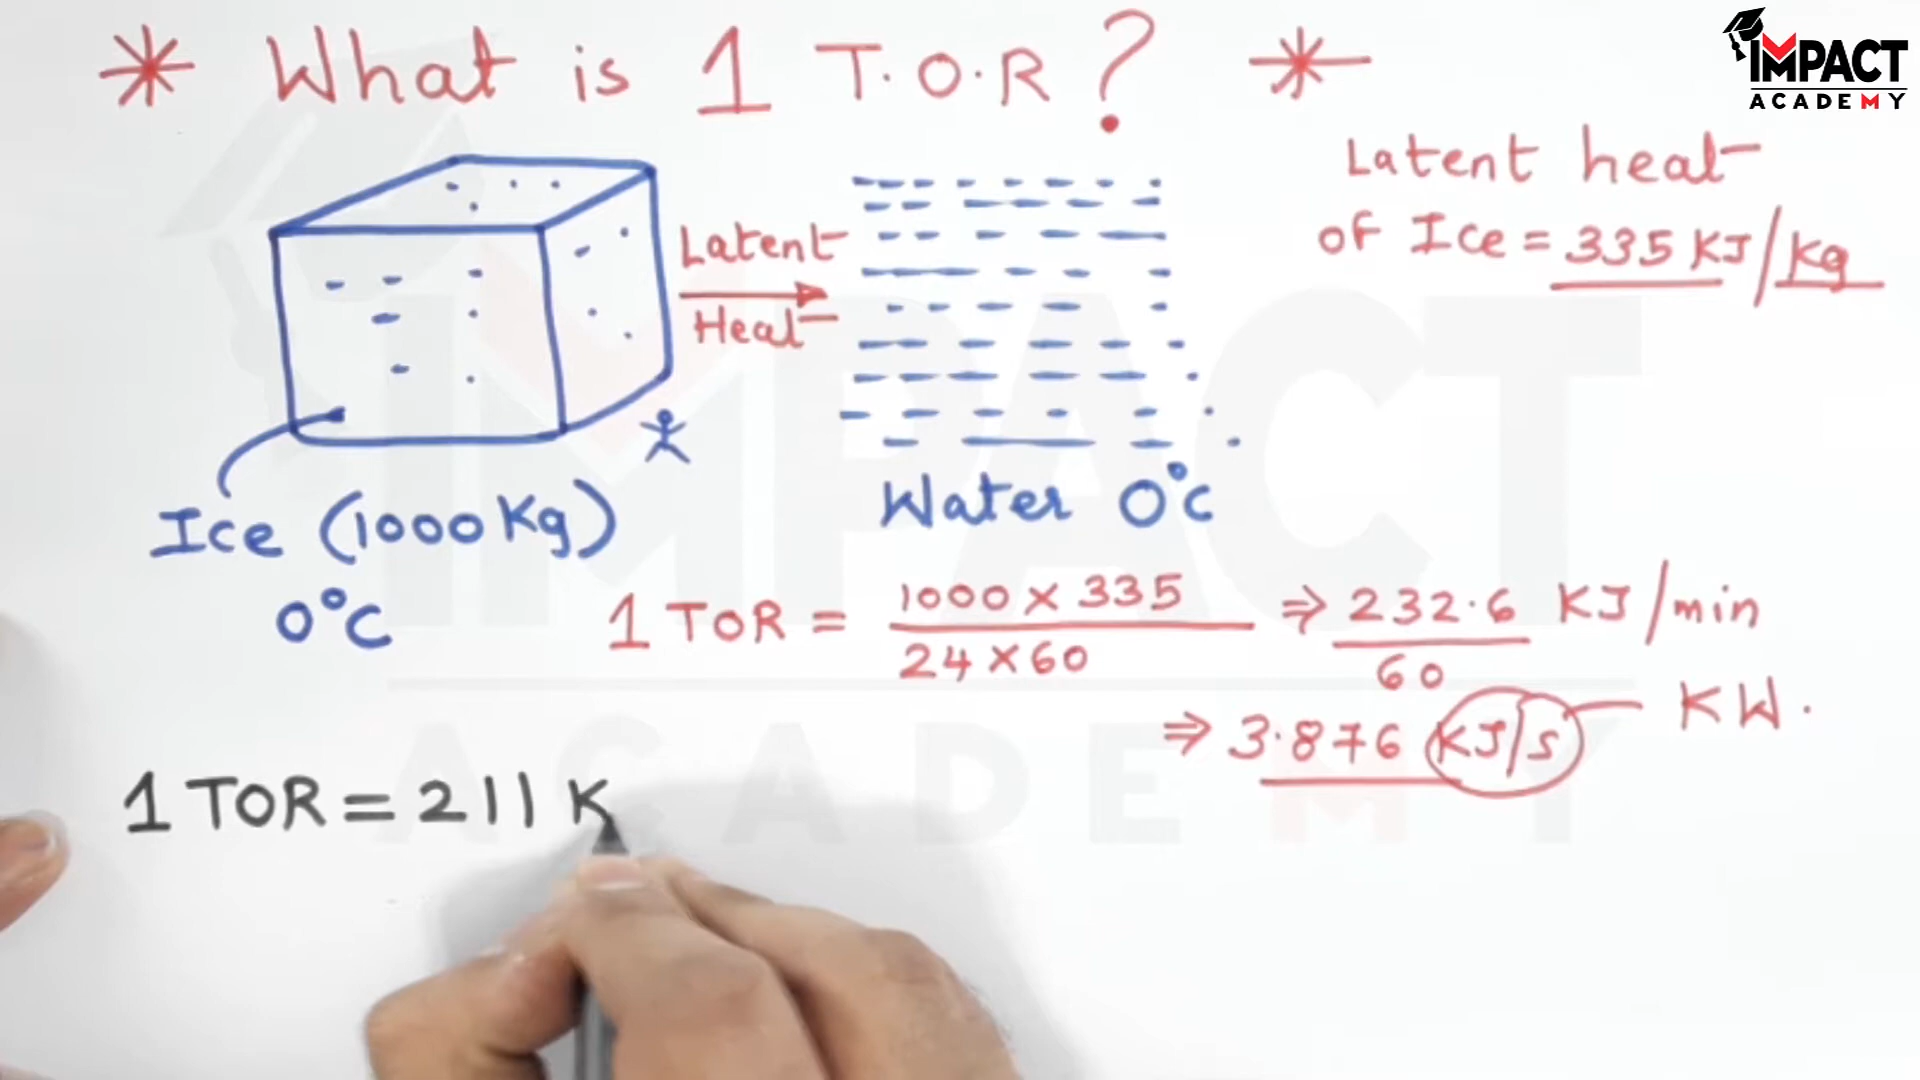 * What is 1 T.O.R? *
IMPACT
ACADEMY
Latent heat
of Ice = 335 KJ/Kg
Latent
Heat
Ice (1000 Kg)
0°C
Water 0°C
1 TOR = 1000 x 335 / 24 x 60 ⇒ 232.6 / 60 KJ/min
⇒ 3.876 KJ/s — KW.
1 TOR = 211 K
IMPACT
ACADEMY